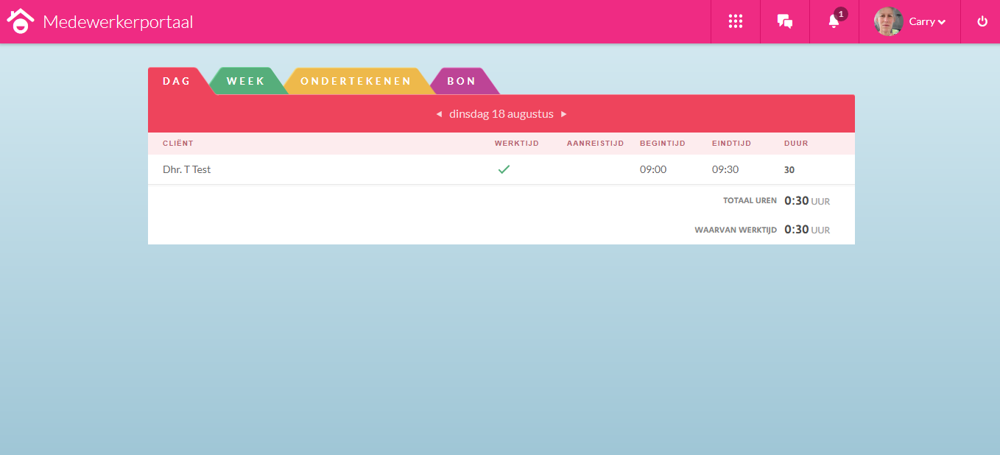 Medewerkerportaal
1
Carry
DAG WEEK ONDERTEKENEN BON
dinsdag 18 augustus
CLIËNT WERKTIJD AANREISTIJD BEGINTIJD EINDTIJD DUUR
Dhr. T Test 09:00 09:30 30
TOTAAL UREN 0:30 UUR
WAARVAN WERKTIJD 0:30 UUR